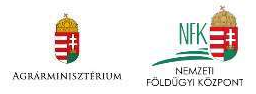 NFK
AGRÁRMINISZTÉRIUM
NEMZETI
FÖLDÜGYI KÖZPONT